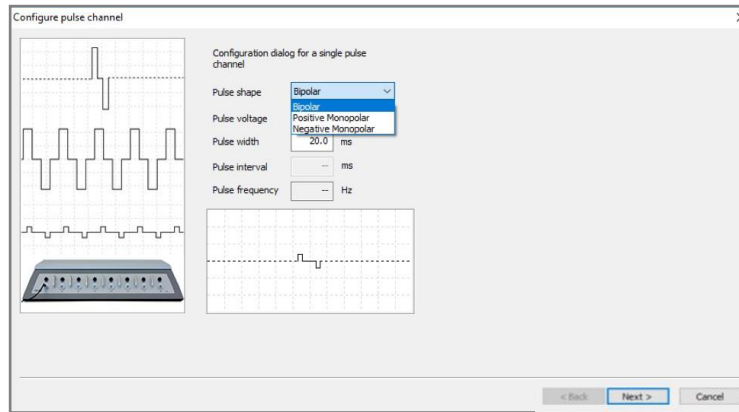 Configure pulse channel
Configuration dialog for a single pulse
channel
Pulse shape Bipolar
Bipolar
Positive Monopolar
Pulse voltage
Negative Monopolar
Pulse width 20.0 ms
Pulse interval -- ms
Pulse frequency -- Hz
< Back Next > Cancel